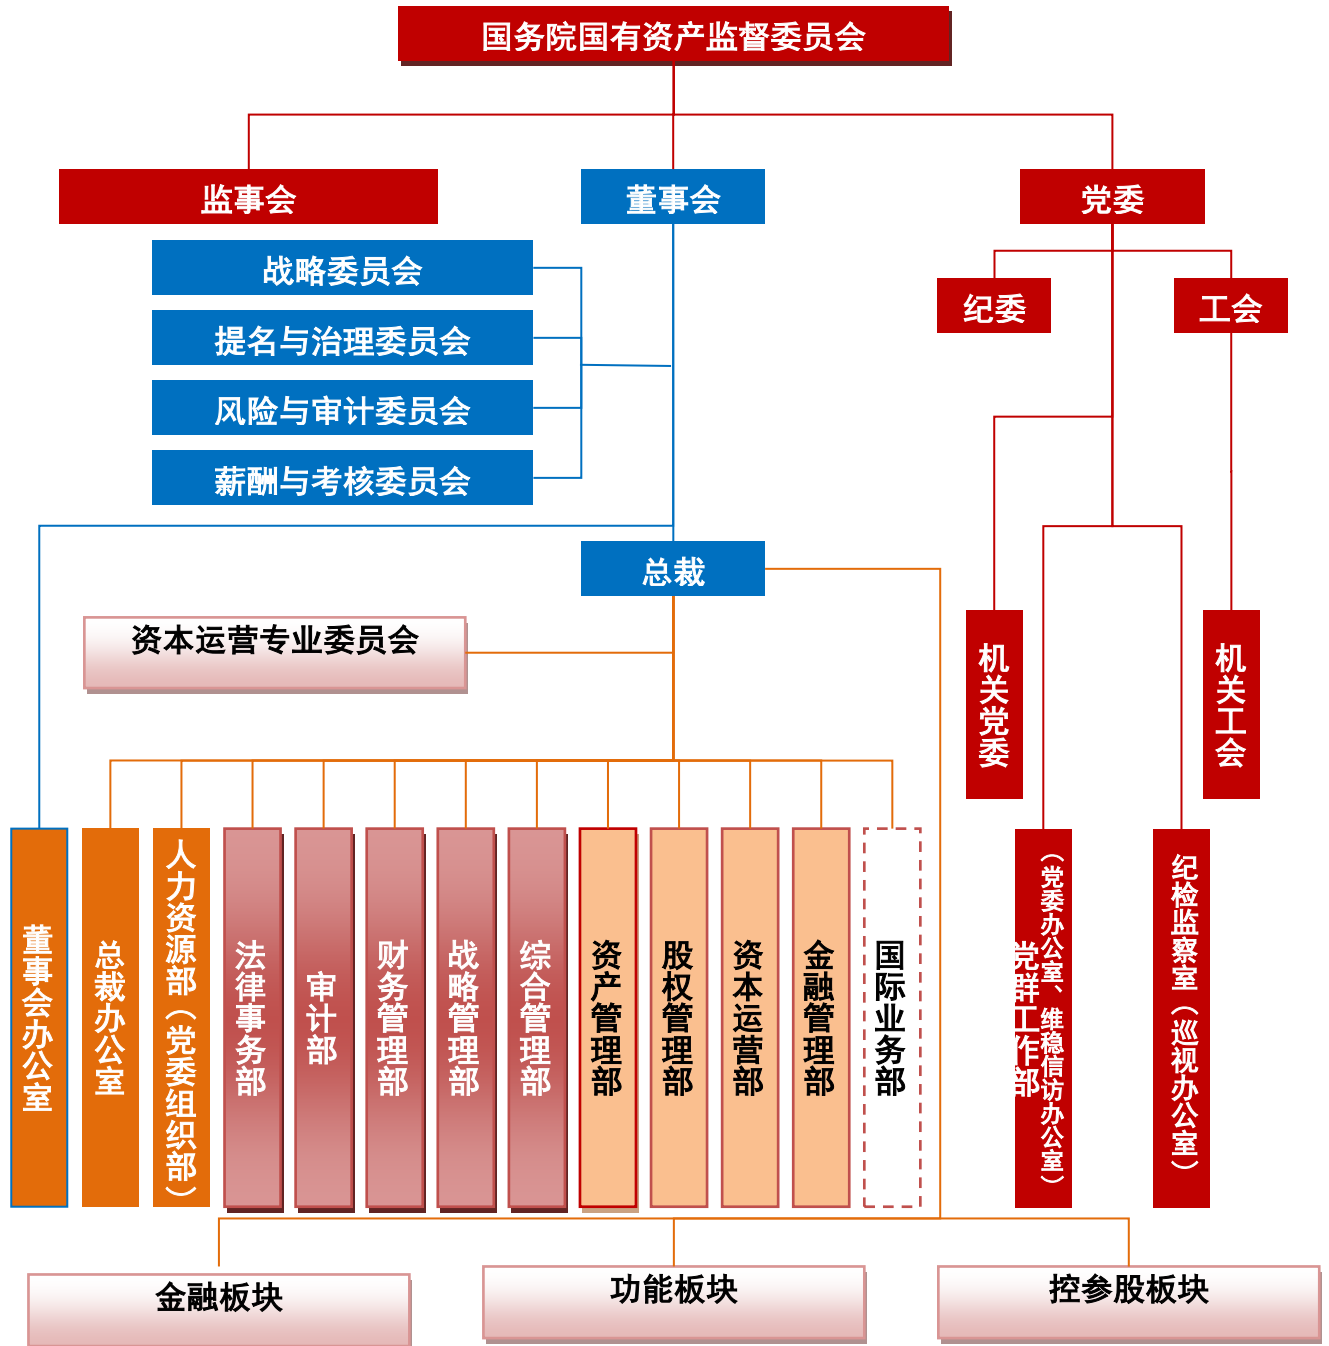 国务院国有资产监督委员会
监事会
董事会
党委
战略委员会
提名与治理委员会
风险与审计委员会
薪酬与考核委员会
纪委
工会
总裁
资本运营专业委员会
机关党委
机关工会
董事会办公室
总裁办公室
人力资源部（党委组织部）
法律事务部
审计部
财务管理部
战略管理部
综合管理部
资产管理部
股权管理部
资本运营部
金融管理部
国际业务部
党群工作部
（党委办公室、维稳信访办公室）
纪检监察室（巡视办公室）
金融板块
功能板块
控参股板块